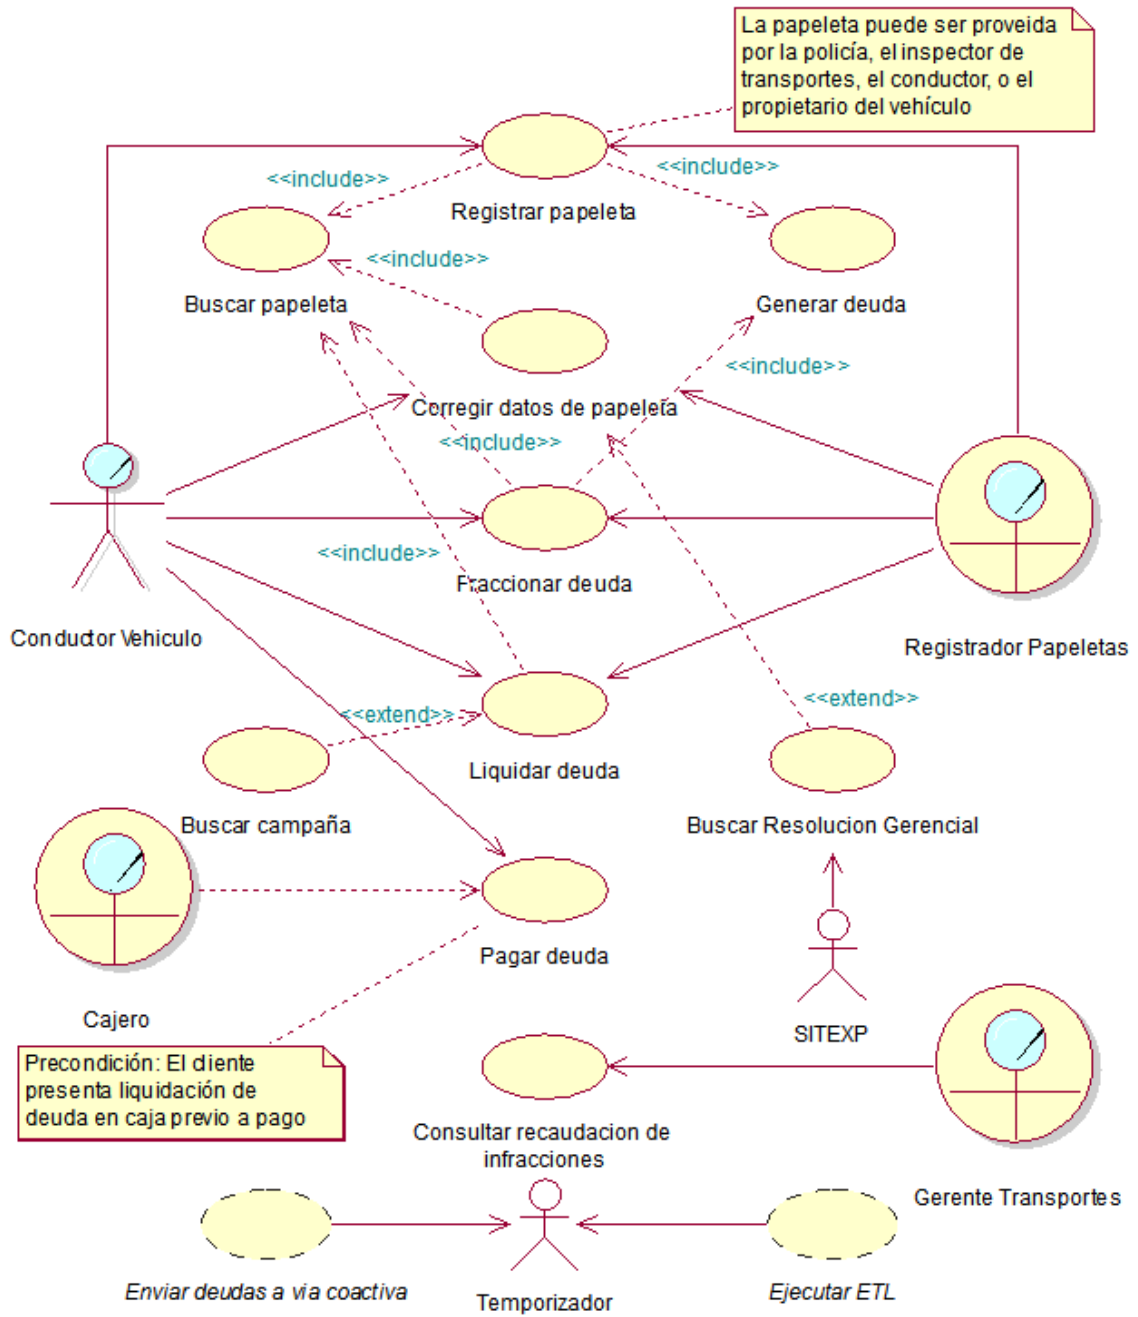 La papeleta puede ser proveida
por la policía, el inspector de
transportes, el conductor, o el
propietario del vehículo
<<include>>
<<include>>
Registrar papeleta
<<include>>
Buscar papeleta
Generar deuda
<<include>>
Corregir datos de papeleta
<<include>>
<<include>>
Fraccionar deuda
Conductor Vehiculo
Registrador Papeletas
<<extend>>
<<extend>>
Liquidar deuda
Buscar campaña
Buscar Resolucion Gerencial
Pagar deuda
Cajero
SITEXP
Precondición: El cliente
presenta liquidación de
deuda en caja previo a pago
Consultar recaudacion de
infracciones
Gerente Transportes
Enviar deudas a via coactiva
Temporizador
Ejecutar ETL